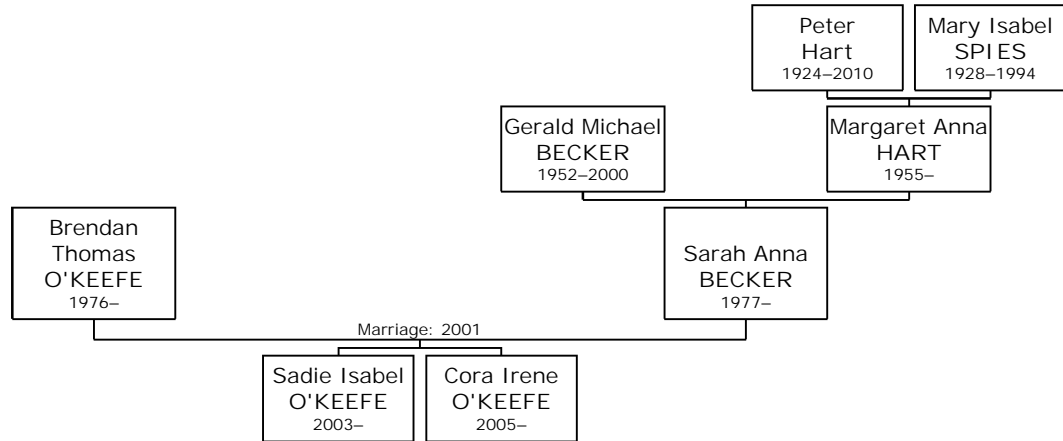 Peter
Hart
1924–2010
Mary Isabel
SPIES
1928–1994
Gerald Michael
BECKER
1952–2000
Margaret Anna
HART
1955–
Brendan
Thomas
O'KEEFE
1976–
Sarah Anna
BECKER
1977–
Marriage: 2001
Sadie Isabel
O'KEEFE
2003–
Cora Irene
O'KEEFE
2005–